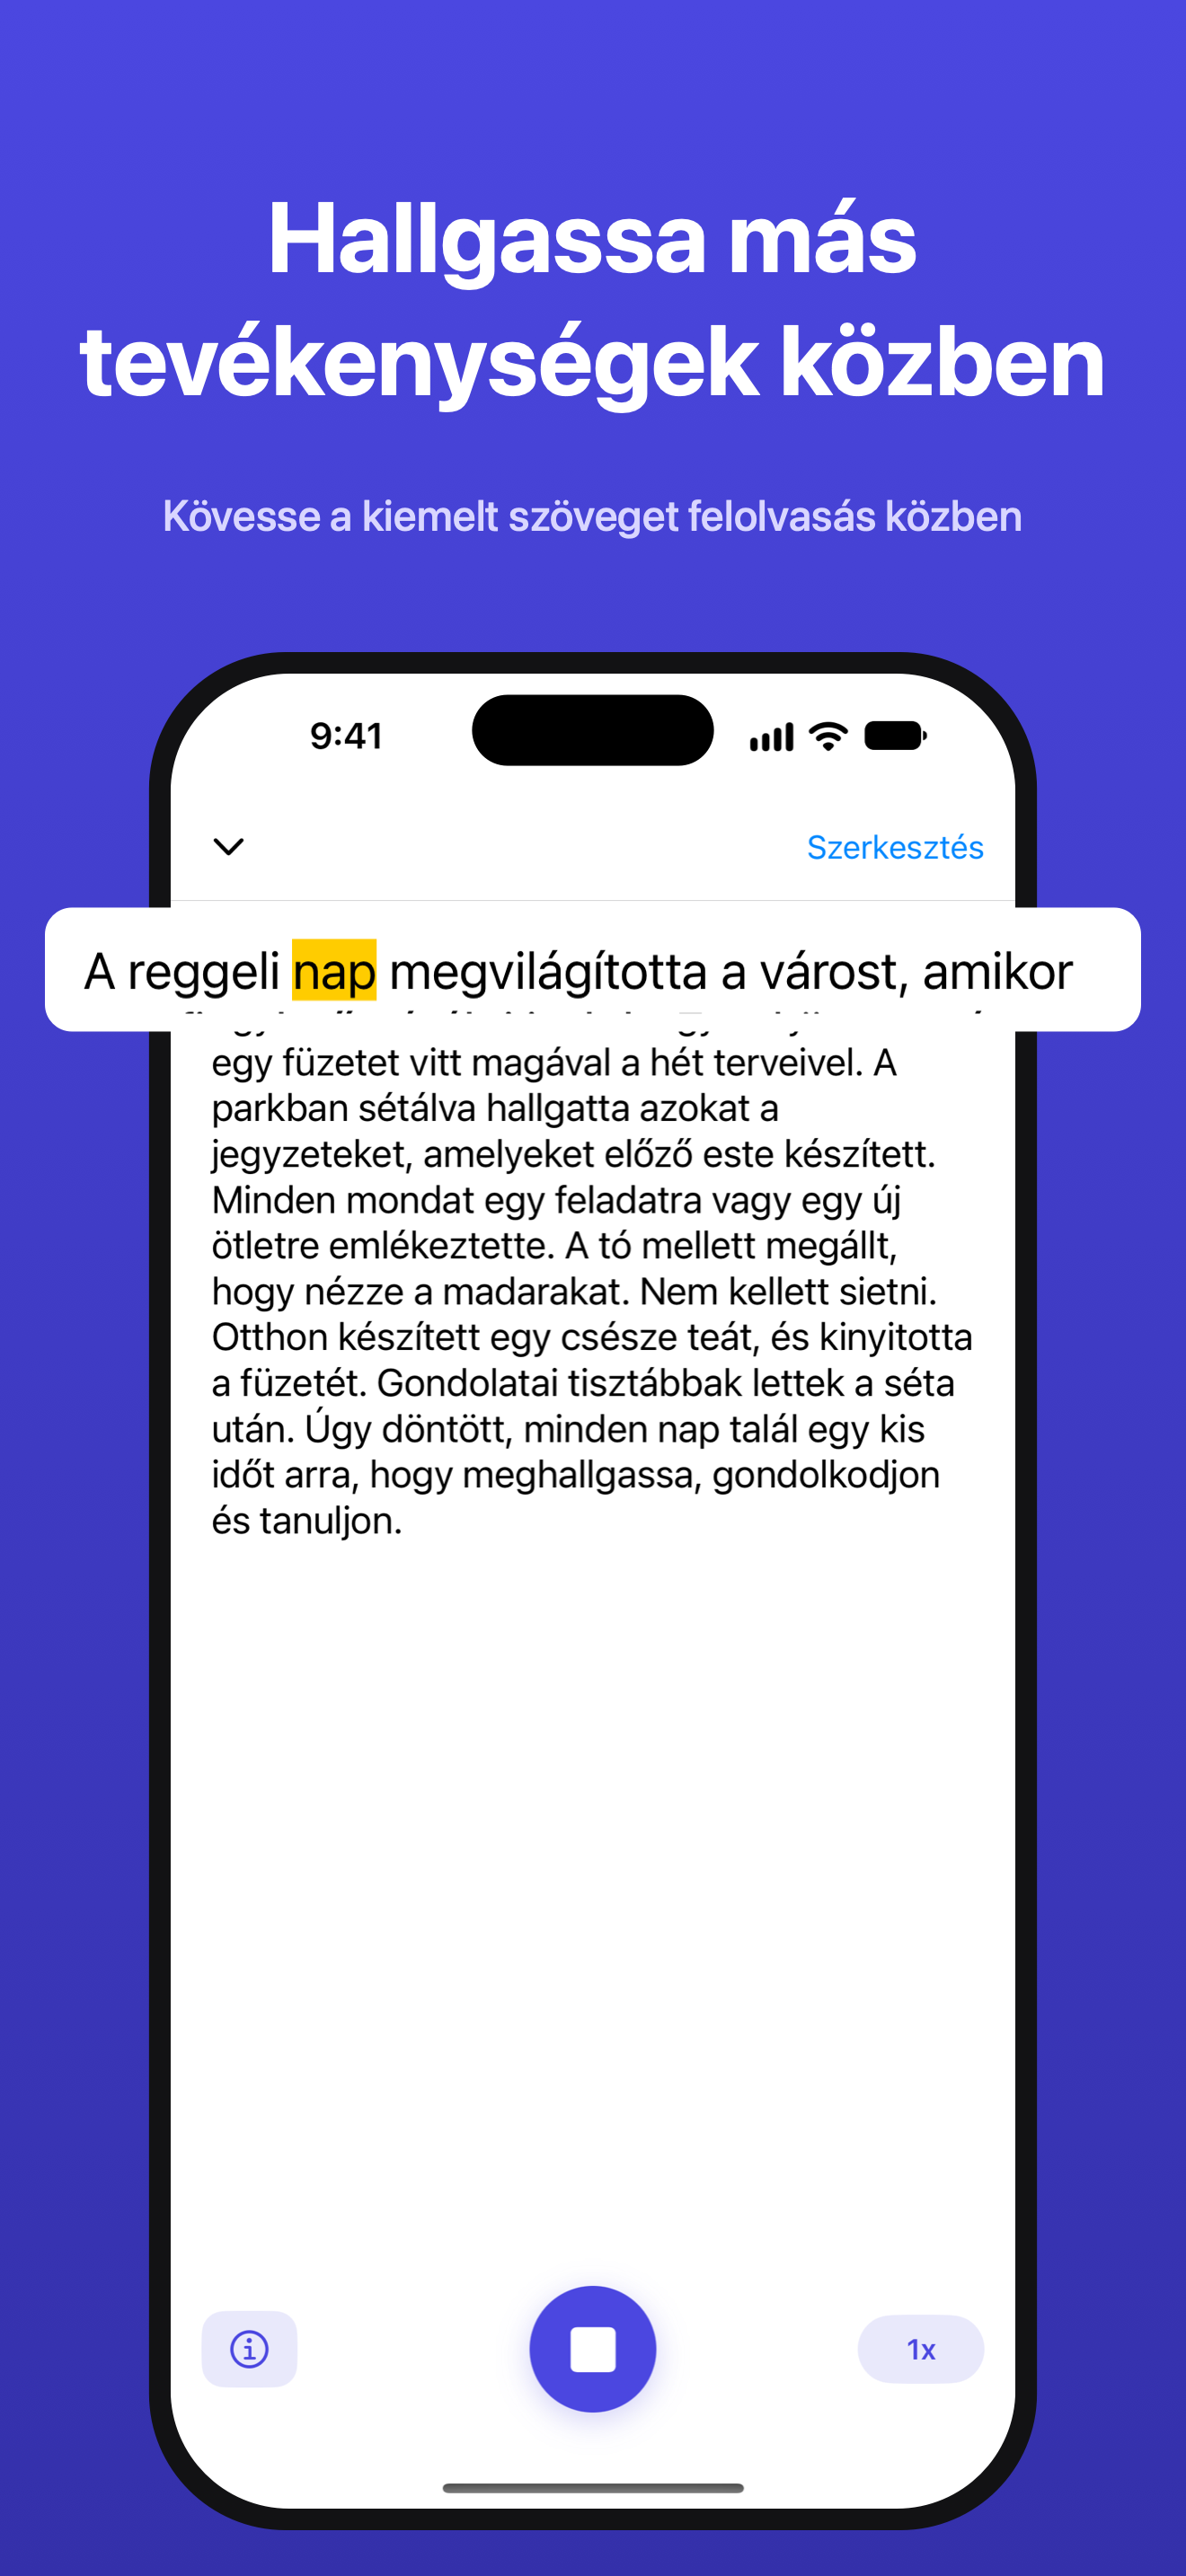 Hallgassa más
tevékenységek közben
Kövesse a kiemelt szöveget felolvasás közben
9:41
Szerkesztés
A reggeli nap megvilágította a várost, amikor
egy füzetet vitt magával a hét terveivel. A
parkban sétálva hallgatta azokat a
jegyzeteket, amelyeket előző este készített.
Minden mondat egy feladatra vagy egy új
ötletre emlékeztette. A tó mellett megállt,
hogy nézze a madarakat. Nem kellett sietni.
Otthon készített egy csésze teát, és kinyitotta
a füzetét. Gondolatai tisztábbak lettek a séta
után. Úgy döntött, minden nap talál egy kis
időt arra, hogy meghallgassa, gondolkodjon
és tanuljon.
1x